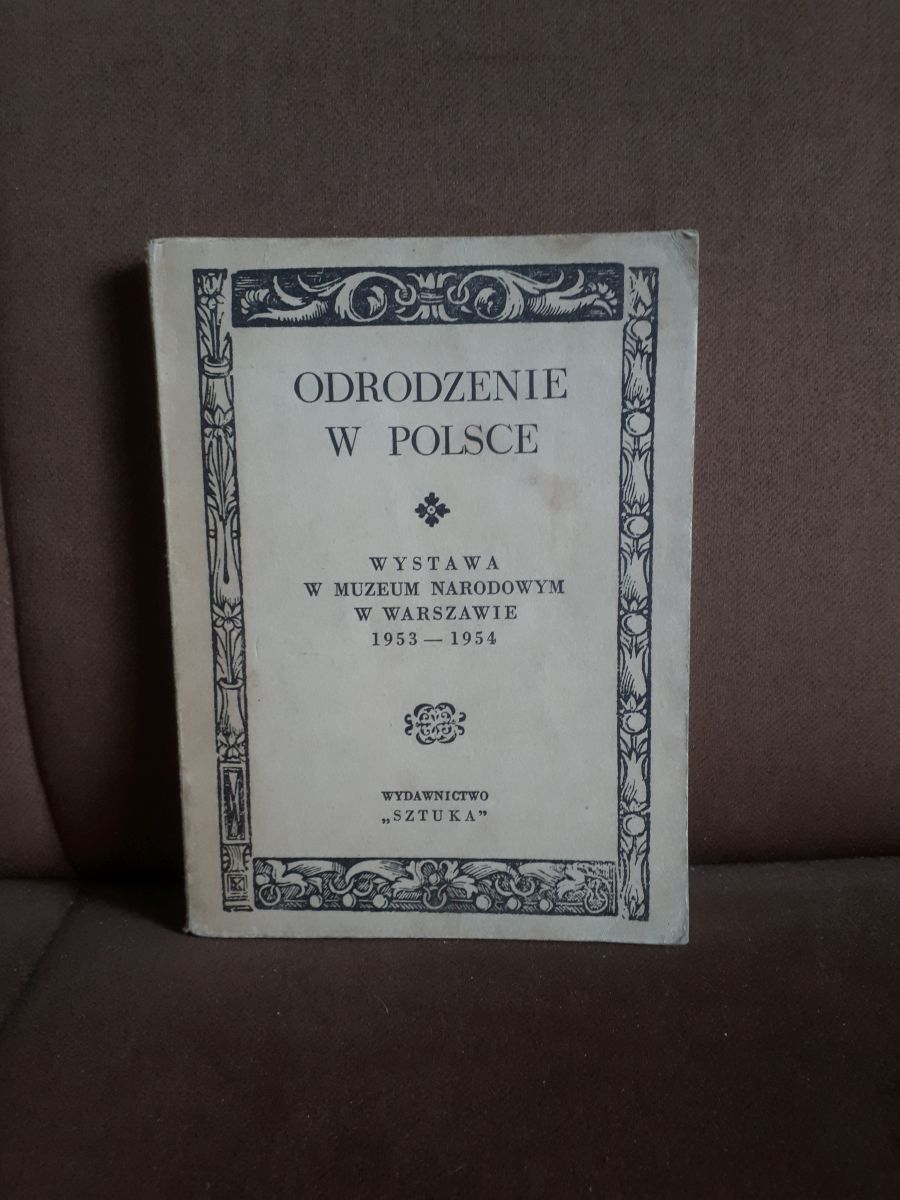 ODRODZENIE
W POLSCE
WYSTAWA
W MUZEUM NARODOWYM
W WARSZAWIE
1953 — 1954
WYDAWNICTWO
„SZTUKA”